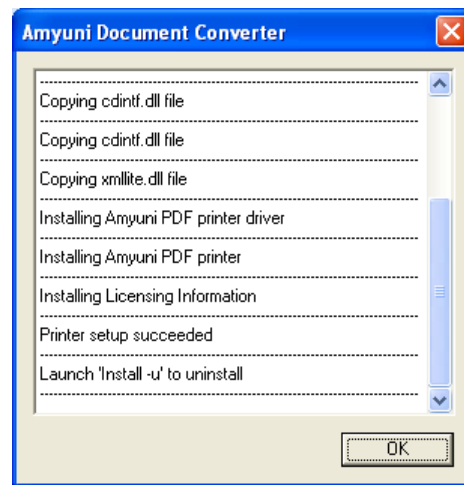 Amyuni Document Converter
--------------------------------------------------------------------------------
Copying cdintf.dll file
--------------------------------------------------------------------------------
Copying cdintf.dll file
--------------------------------------------------------------------------------
Copying xmllite.dll file
--------------------------------------------------------------------------------
Installing Amyuni PDF printer driver
--------------------------------------------------------------------------------
Installing Amyuni PDF printer
--------------------------------------------------------------------------------
Installing Licensing Information
--------------------------------------------------------------------------------
Printer setup succeeded
--------------------------------------------------------------------------------
Launch 'Install -u' to uninstall
--------------------------------------------------------------------------------
OK